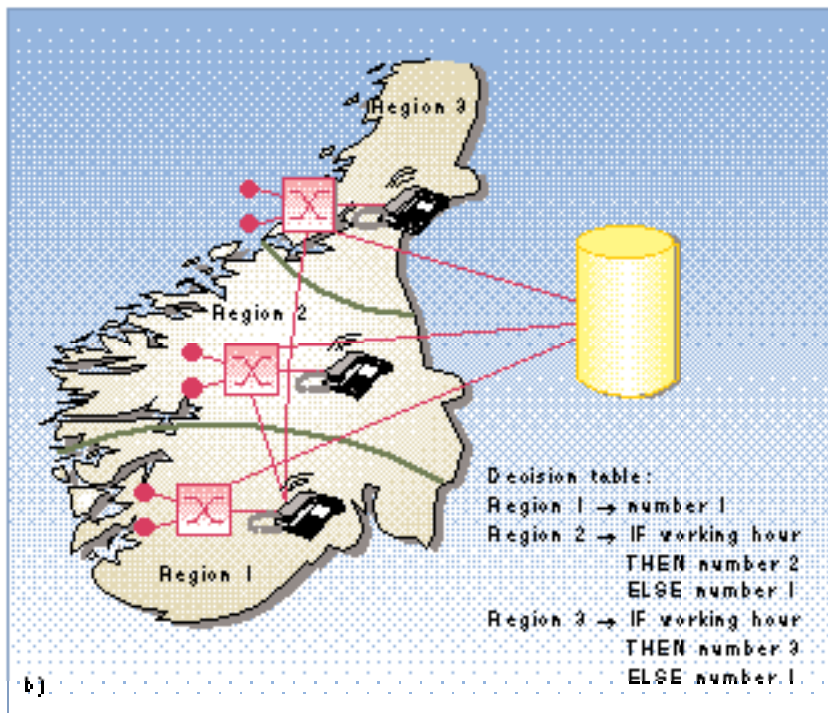 Region 3
Region 2
Region 1
Decision table:
Region 1 → number 1
Region 2 → IF working hour
THEN number 2
ELSE number 1
Region 3 → IF working hour
THEN number 3
ELSE number 1
b)